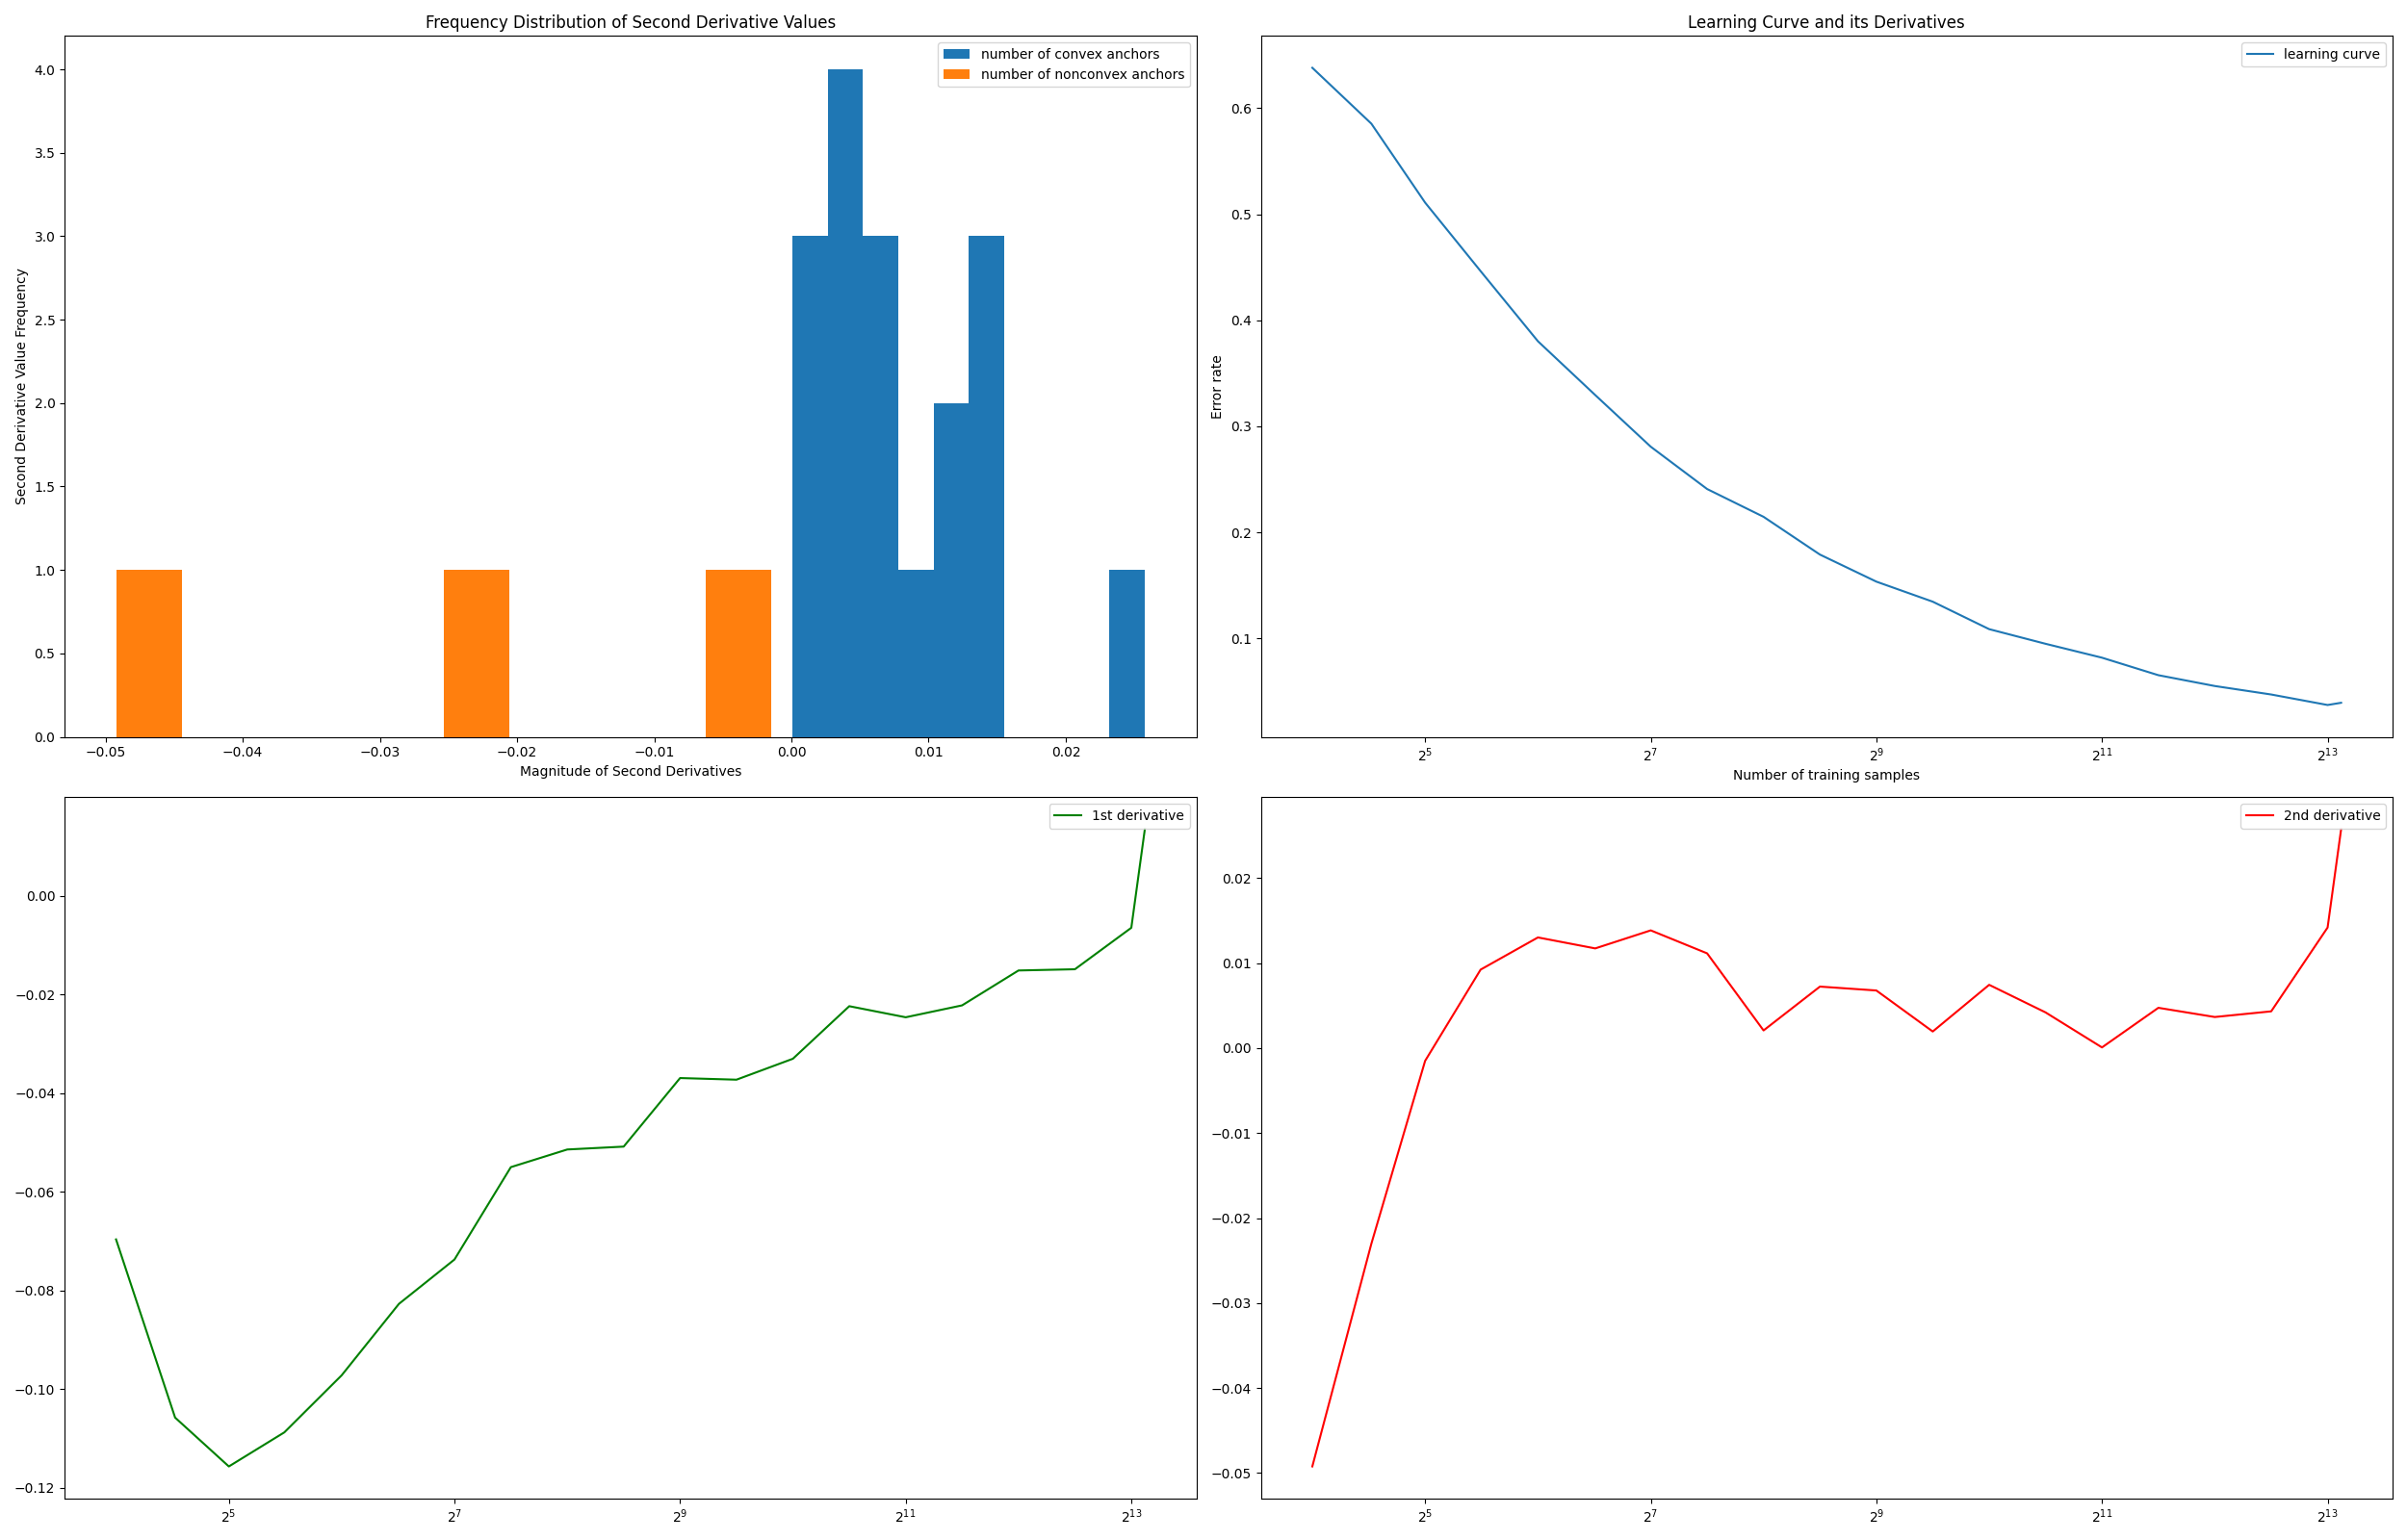 Frequency Distribution of Second Derivative Values
number of convex anchors
number of nonconvex anchors
4.0
3.5
3.0
2.5
2.0
1.5
1.0
0.5
0.0
Second Derivative Value Frequency
−0.05 −0.04 −0.03 −0.02 −0.01 0.00 0.01 0.02
Magnitude of Second Derivatives
Learning Curve and its Derivatives
learning curve
0.6
0.5
0.4
0.3
0.2
0.1
Error rate
2^5 2^7 2^9 2^11 2^13
Number of training samples
1st derivative
0.00
−0.02
−0.04
−0.06
−0.08
−0.10
−0.12
2^5 2^7 2^9 2^11 2^13
2nd derivative
0.02
0.01
0.00
−0.01
−0.02
−0.03
−0.04
−0.05
2^5 2^7 2^9 2^11 2^13